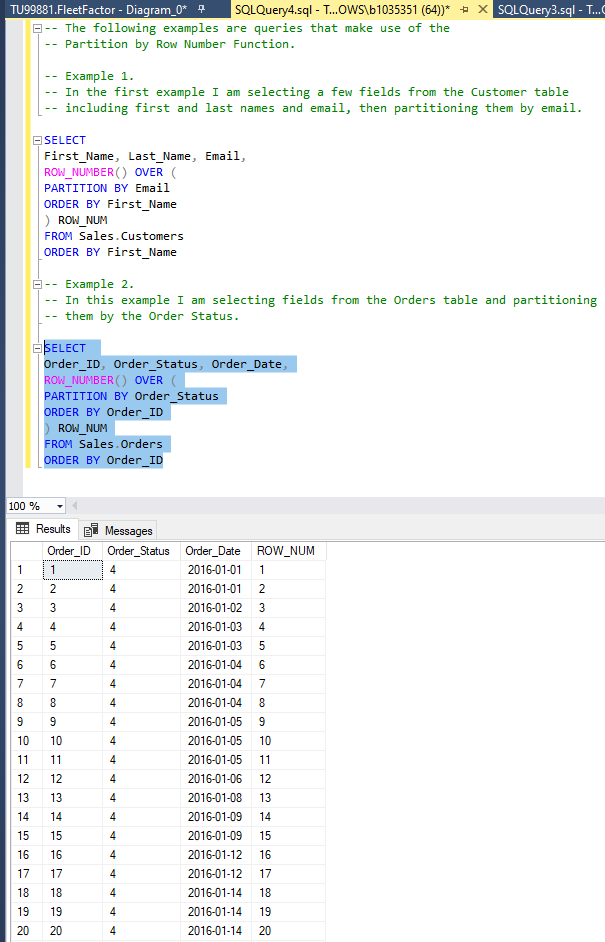 TU99881.FleetFactor - Diagram_0* SQLQuery4.sql - T...OWS\b1035351 (64))* SQLQuery3.sql - T...O
-- The following examples are queries that make use of the
-- Partition by Row Number Function.
-- Example 1.
-- In the first example I am selecting a few fields from the Customer table
-- including first and last names and email, then partitioning them by email.
SELECT
First_Name, Last_Name, Email,
ROW_NUMBER() OVER (
PARTITION BY Email
ORDER BY First_Name
) ROW_NUM
FROM Sales.Customers
ORDER BY First_Name
-- Example 2.
-- In this example I am selecting fields from the Orders table and partitioning
-- them by the Order Status.
SELECT
Order_ID, Order_Status, Order_Date,
ROW_NUMBER() OVER (
PARTITION BY Order_Status
ORDER BY Order_ID
) ROW_NUM
FROM Sales.Orders
ORDER BY Order_ID
100 %
Results Messages
Order_ID Order_Status Order_Date ROW_NUM
1 1 4 2016-01-01 1
2 2 4 2016-01-01 2
3 3 4 2016-01-02 3
4 4 4 2016-01-03 4
5 5 4 2016-01-03 5
6 6 4 2016-01-04 6
7 7 4 2016-01-04 7
8 8 4 2016-01-04 8
9 9 4 2016-01-05 9
10 10 4 2016-01-05 10
11 11 4 2016-01-05 11
12 12 4 2016-01-06 12
13 13 4 2016-01-08 13
14 14 4 2016-01-09 14
15 15 4 2016-01-09 15
16 16 4 2016-01-12 16
17 17 4 2016-01-12 17
18 18 4 2016-01-14 18
19 19 4 2016-01-14 19
20 20 4 2016-01-14 20